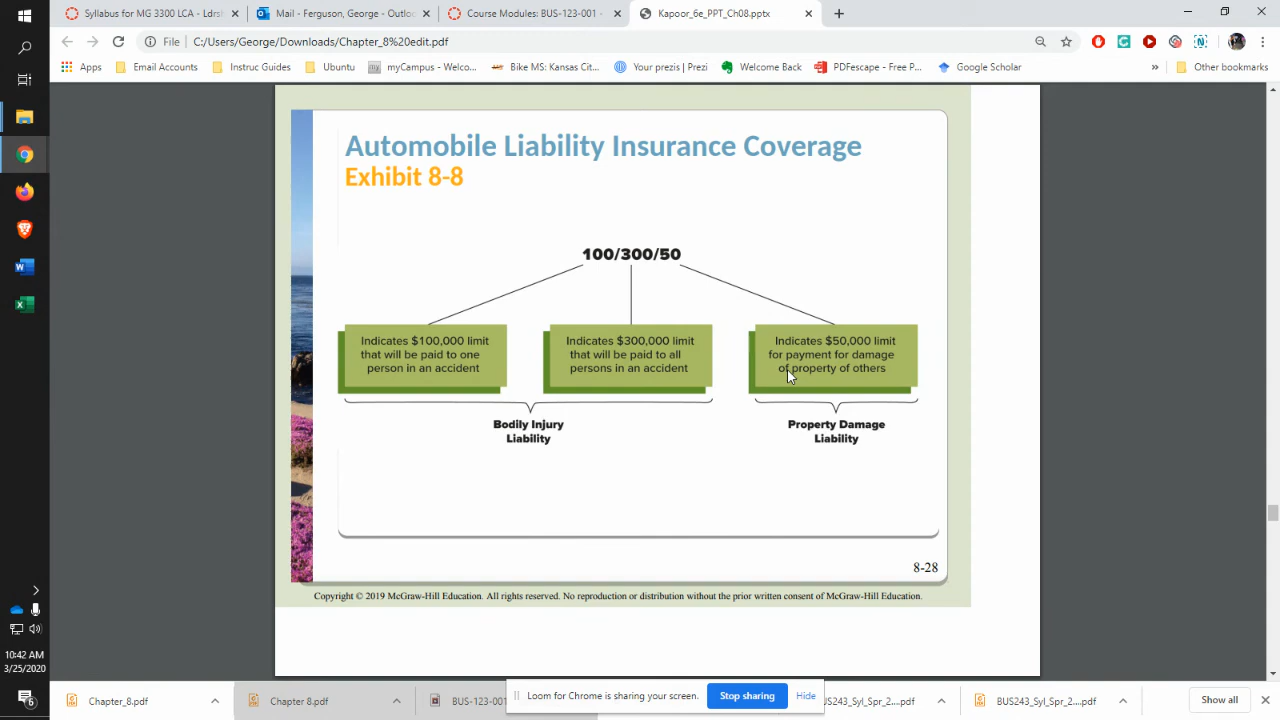 Syllabus for MG 3300 LCA - Ldrsh
Mail - Ferguson, George - Outloo
Course Modules: BUS-123-001 -
Kapoor_6e_PPT_Ch08.pptx
File
C:/Users/George/Downloads/Chapter_8%20edit.pdf
Apps
Email Accounts
Instruc Guides
Ubuntu
myCampus - Welco...
Bike MS: Kansas Cit...
Your prezis | Prezi
Welcome Back
PDFescape - Free P...
Google Scholar
»
Other bookmarks
Automobile Liability Insurance Coverage
Exhibit 8-8
100/300/50
Indicates $100,000 limit
that will be paid to one
person in an accident
Indicates $300,000 limit
that will be paid to all
persons in an accident
Indicates $50,000 limit
for payment for damage
of property of others
Bodily Injury
Liability
Property Damage
Liability
8-28
Copyright © 2019 McGraw-Hill Education. All rights reserved. No reproduction or distribution without the prior written consent of McGraw-Hill Education.
10:42 AM
3/25/2020
6
Chapter_8.pdf
Chapter 8.pdf
BUS-123-001
Loom for Chrome is sharing your screen.
Stop sharing
Hide
BUS243_Syl_Spr_2....pdf
BUS243_Syl_Spr_2....pdf
Show all